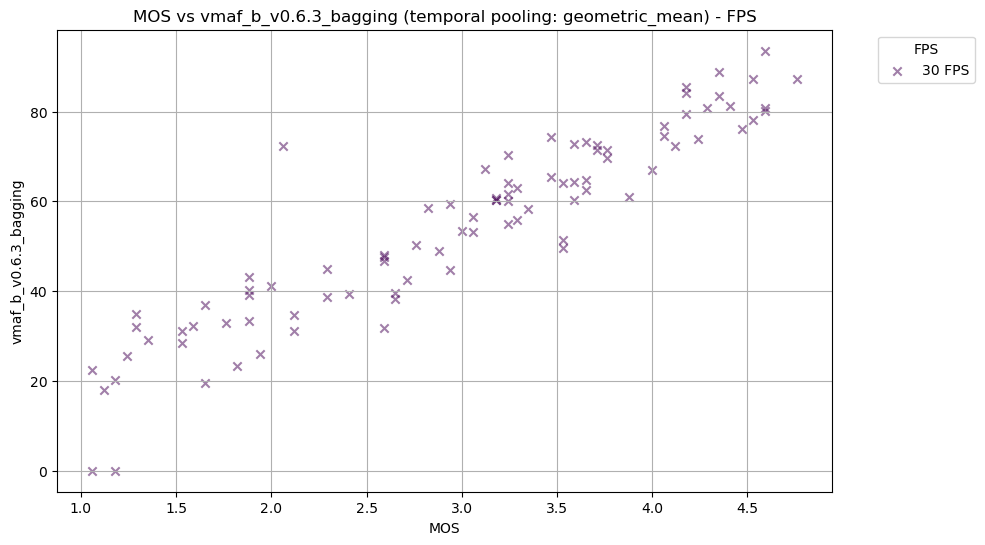 MOS vs vmaf_b_v0.6.3_bagging (temporal pooling: geometric_mean) - FPS
FPS
30 FPS
vmaf_b_v0.6.3_bagging
80
60
40
20
0
1.0 1.5 2.0 2.5 3.0 3.5 4.0 4.5
MOS